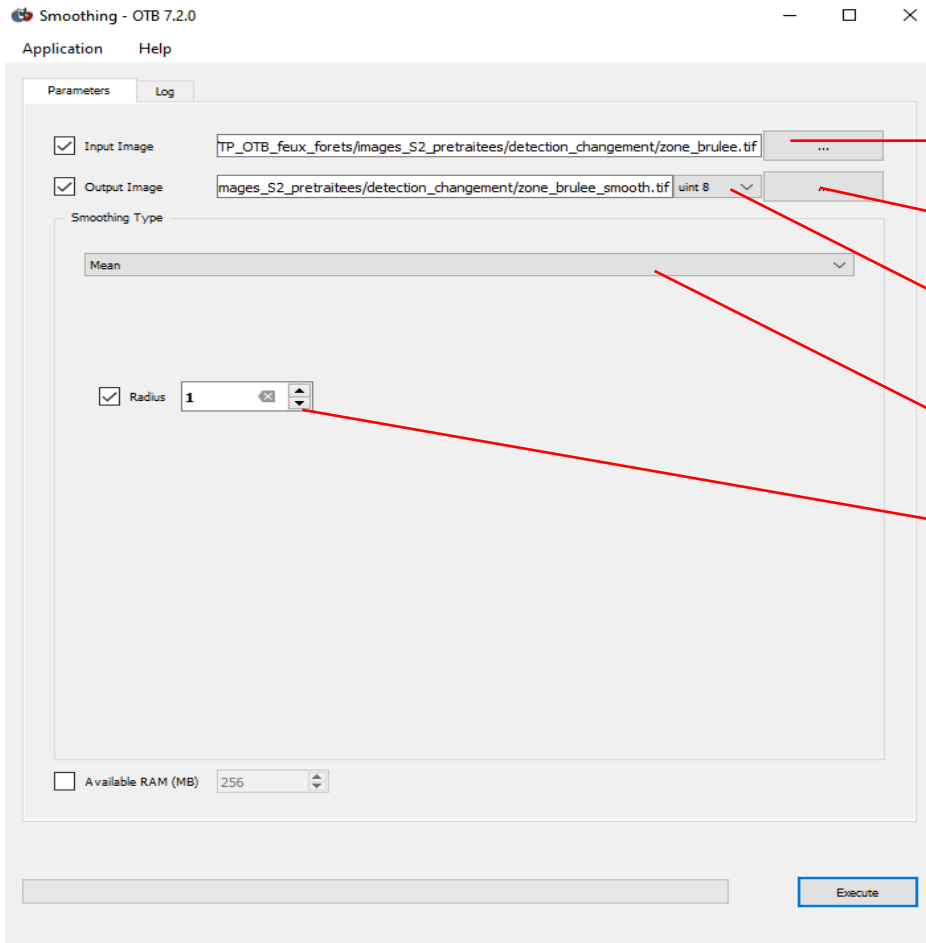 Smoothing - OTB 7.2.0
Application Help
Parameters Log
Input Image TP_OTB_feux_forets/images_S2_pretraitees/detection_changement/zone_brulee.tif ...
Output Image mages_S2_pretraitees/detection_changement/zone_brulee_smooth.tif uint 8 ...
Smoothing Type
Mean
Radius 1
Available RAM (MB) 256
Execute